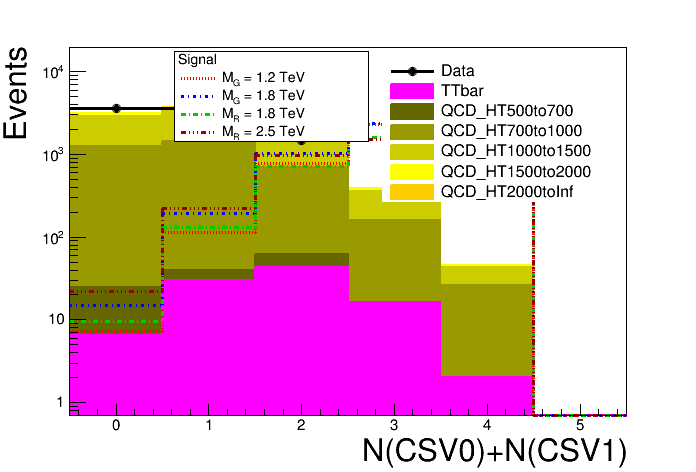 Events
10⁴
10³
10²
10
1
Signal
M_G = 1.2 TeV
M_G = 1.8 TeV
M_R = 1.8 TeV
M_R = 2.5 TeV
Data
TTbar
QCD_HT500to700
QCD_HT700to1000
QCD_HT1000to1500
QCD_HT1500to2000
QCD_HT2000toInf
0 1 2 3 4 5
N(CSV0)+N(CSV1)